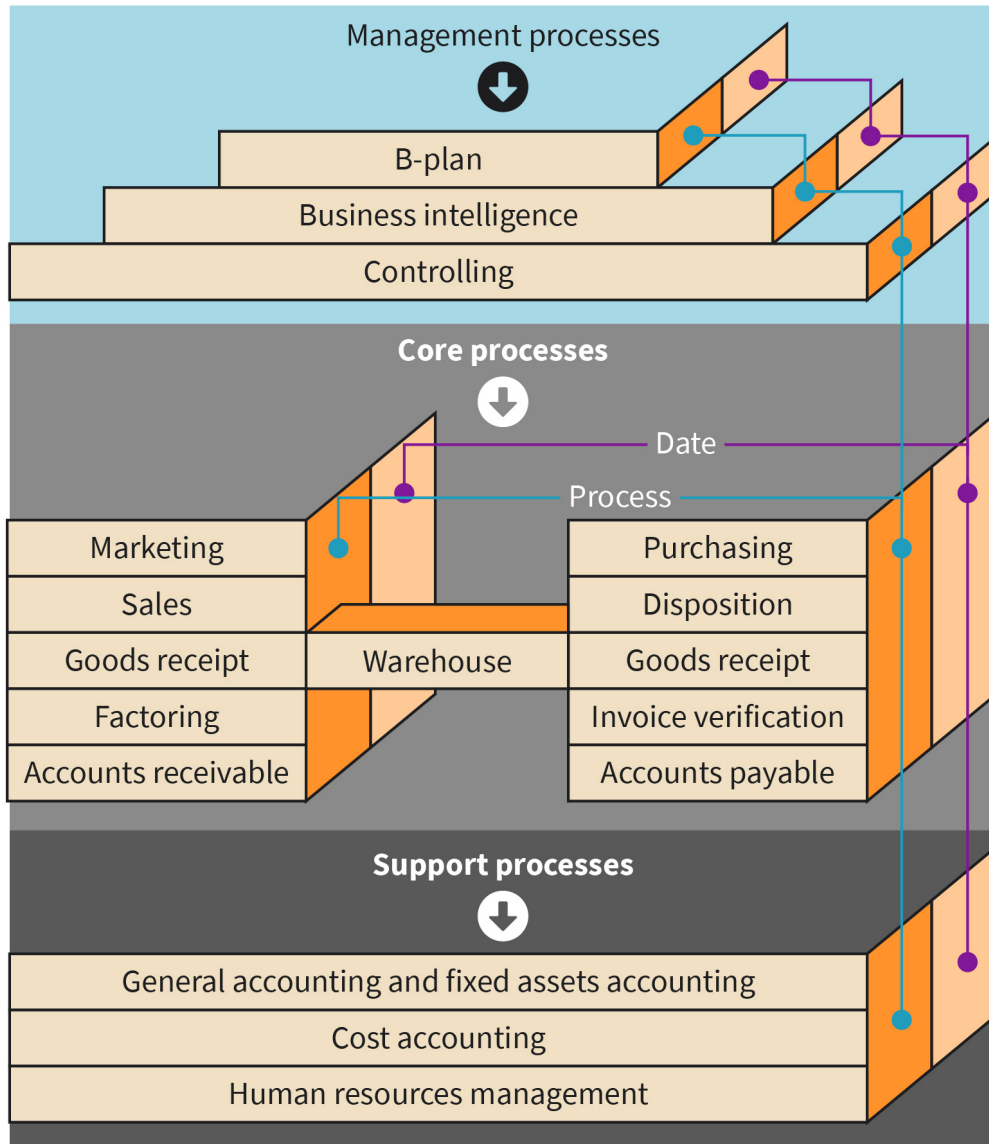 Management processes
B-plan
Business intelligence
Controlling
Core processes
Date
Process
Marketing
Sales
Goods receipt
Factoring
Accounts receivable
Warehouse
Purchasing
Disposition
Goods receipt
Invoice verification
Accounts payable
Support processes
General accounting and fixed assets accounting
Cost accounting
Human resources management